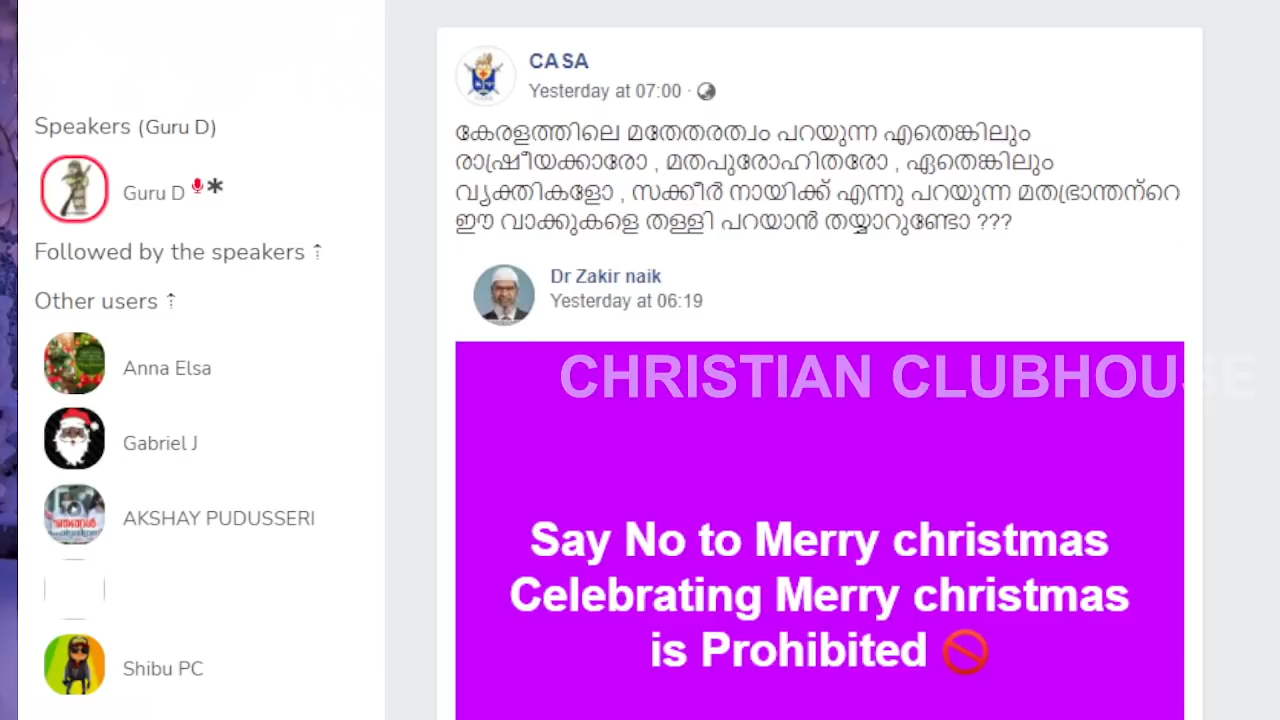 Speakers (Guru D)
Guru D
Followed by the speakers
Other users
Anna Elsa
Gabriel J
AKSHAY PUDUSSERI
Shibu PC
CASA
Yesterday at 07:00 ·
കേരളത്തിലെ മതേതരത്വം പറയുന്ന എതെങ്കിലും
രാഷ്ട്രീയക്കാരോ , മതപുരോഹിതരോ , ഏതെങ്കിലും
വ്യക്തികളോ , സക്കീർ നായിക്ക് എന്നു പറയുന്ന മതഭ്രാന്തന്റെ
ഈ വാക്കുകളെ തള്ളി പറയാൻ തയ്യാറുണ്ടോ ???
Dr Zakir naik
Yesterday at 06:19
CHRISTIAN CLUBHOUSE
Say No to Merry christmas
Celebrating Merry christmas
is Prohibited 🚫